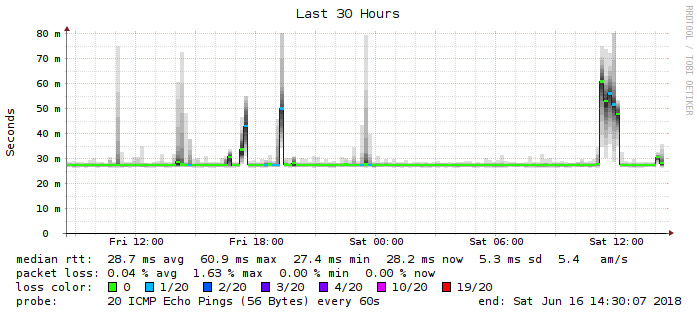 Last 30 Hours
RRDTOOL / TOBI OETIKER
Seconds
80 m
70 m
60 m
50 m
40 m
30 m
20 m
10 m
0
Fri 12:00 Fri 18:00 Sat 00:00 Sat 06:00 Sat 12:00
median rtt: 28.7 ms avg 60.9 ms max 27.4 ms min 28.2 ms now 5.3 ms sd 5.4 am/s
packet loss: 0.04 % avg 1.63 % max 0.00 % min 0.00 % now
loss color: 0 1/20 2/20 3/20 4/20 10/20 19/20
probe: 20 ICMP Echo Pings (56 Bytes) every 60s end: Sat Jun 16 14:30:07 2018